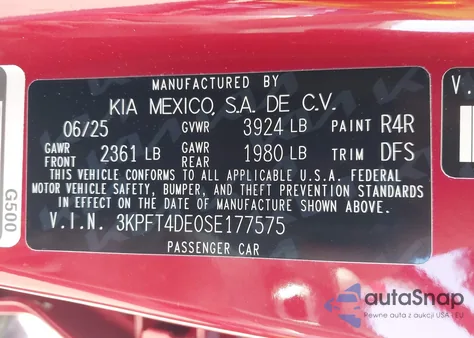 MANUFACTURED BY
KIA MEXICO, S.A. DE C.V.
06/25 GVWR 3924 LB PAINT R4R
GAWR FRONT 2361 LB GAWR REAR 1980 LB TRIM DFS
THIS VEHICLE CONFORMS TO ALL APPLICABLE U.S.A. FEDERAL
MOTOR VEHICLE SAFETY, BUMPER, AND THEFT PREVENTION STANDARDS
IN EFFECT ON THE DATE OF MANUFACTURE SHOWN ABOVE.
V.I.N. 3KPFT4DE0SE177575
PASSENGER CAR
G500
V.
autoSnap
Pewne auta z aukcji USA i EU